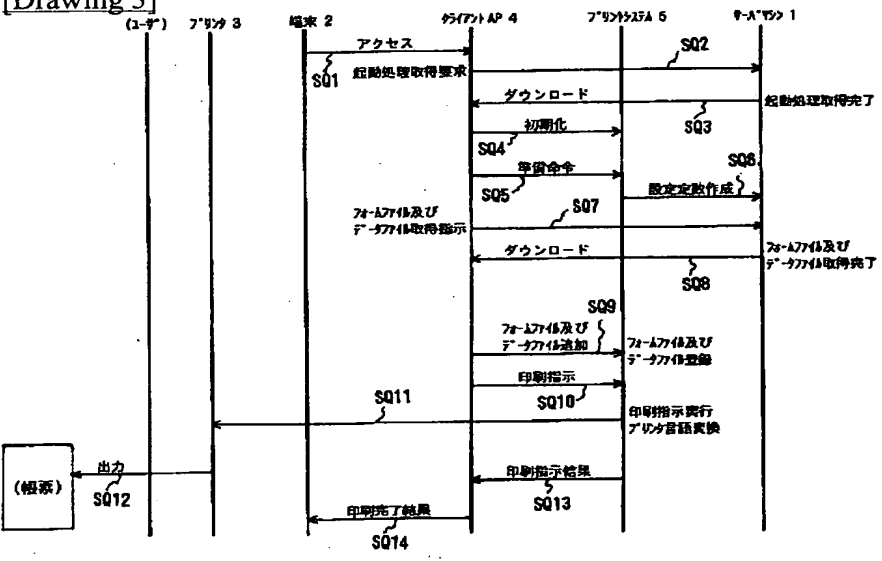 [Drawing 3]
(ユーザ) プリンタ 3 端末 2 クライアント AP 4 プリントシステム 5 サーバマシン 1
アクセス
SQ1
起動処理取得要求
SQ2
ダウンロード
SQ3
起動処理取得完了
初期化
SQ4
準備命令
SQ5
設定定数作成
SQ6
フォームファイル及び
データファイル取得指示
SQ7
ダウンロード
SQ8
フォームファイル及び
データファイル取得完了
SQ9
フォームファイル及び
データファイル追加
フォームファイル及び
データファイル登録
印刷指示
SQ10
SQ11
印刷指示実行
プリンタ言語変換
(帳票)
出力
SQ12
印刷指示結果
SQ13
印刷完了結果
SQ14